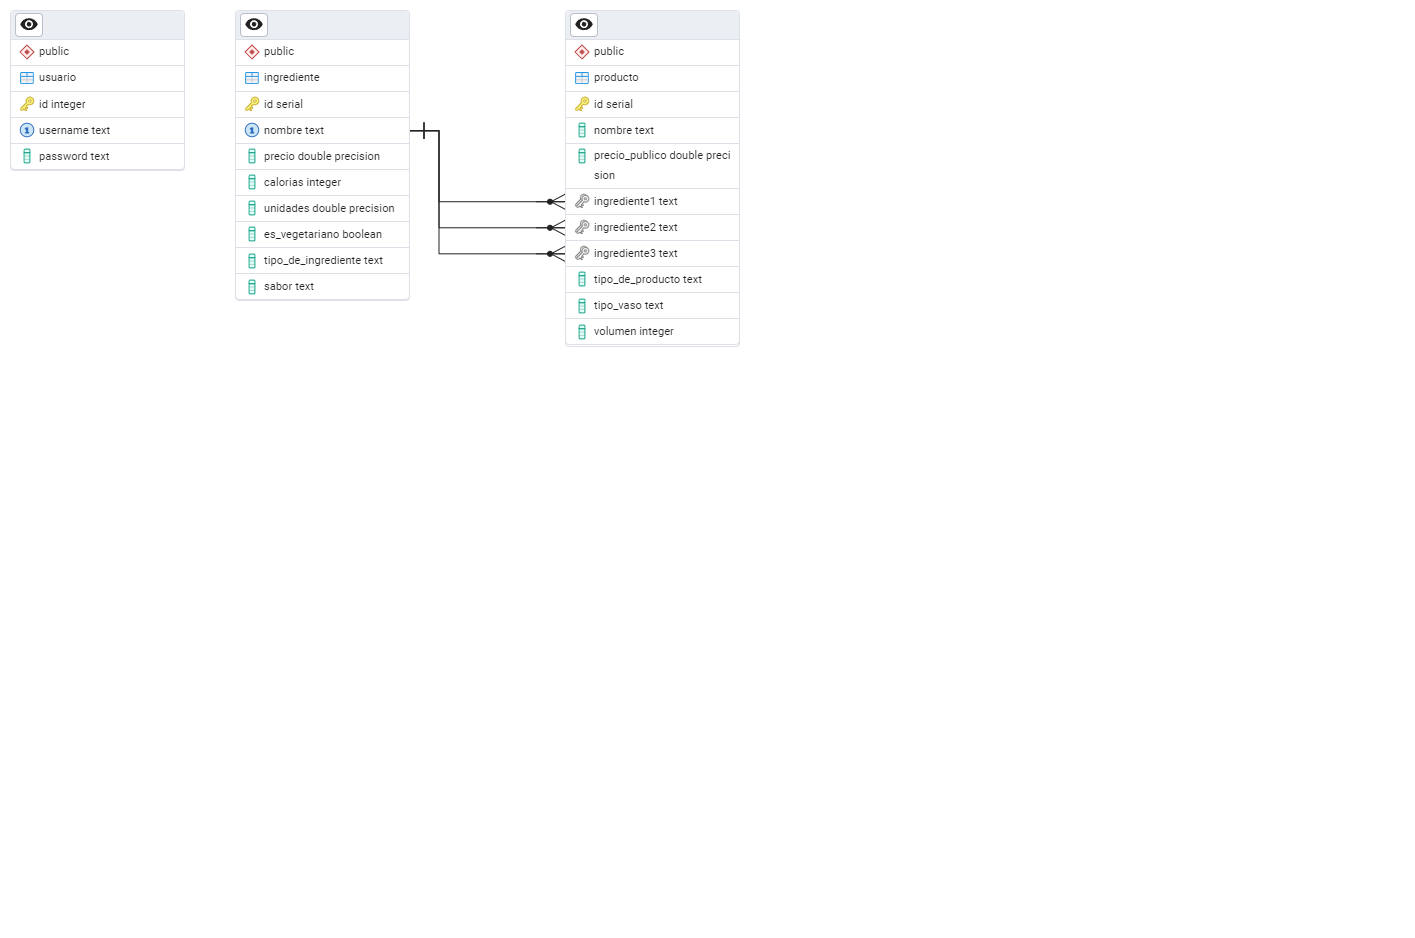 public
usuario
id integer
username text
password text
public
ingrediente
id serial
nombre text
precio double precision
calorias integer
unidades double precision
es_vegetariano boolean
tipo_de_ingrediente text
sabor text
public
producto
id serial
nombre text
precio_publico double preci
sion
ingrediente1 text
ingrediente2 text
ingrediente3 text
tipo_de_producto text
tipo_vaso text
volumen integer